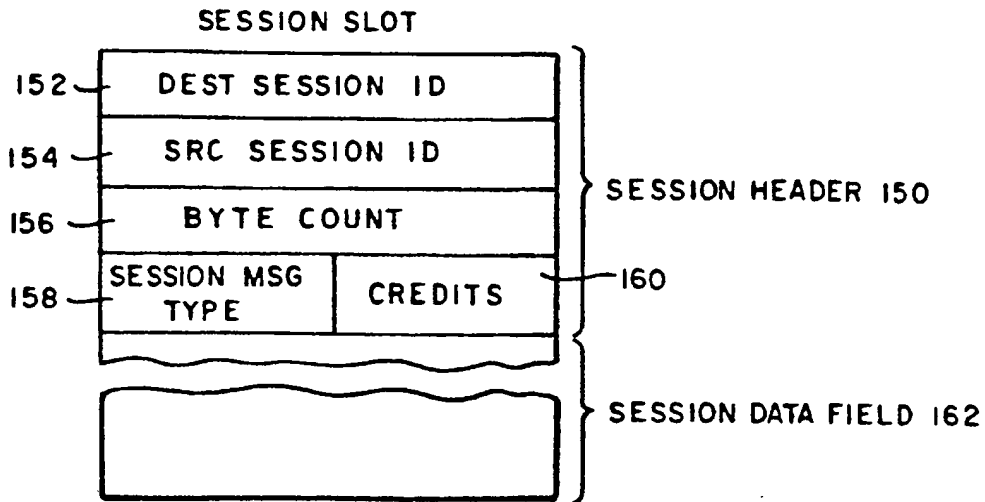 SESSION SLOT
152 DEST SESSION ID
154 SRC SESSION ID
156 BYTE COUNT
SESSION HEADER 150
158 SESSION MSG TYPE
CREDITS 160
SESSION DATA FIELD 162